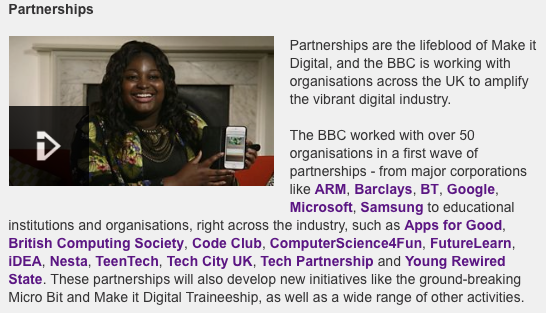 Partnerships
Partnerships are the lifeblood of Make it
Digital, and the BBC is working with
organisations across the UK to amplify
the vibrant digital industry.
The BBC worked with over 50
organisations in a first wave of
partnerships - from major corporations
like ARM, Barclays, BT, Google,
Microsoft, Samsung to educational
institutions and organisations, right across the industry, such as Apps for Good,
British Computing Society, Code Club, ComputerScience4Fun, FutureLearn,
iDEA, Nesta, TeenTech, Tech City UK, Tech Partnership and Young Rewired
State. These partnerships will also develop new initiatives like the ground-breaking
Micro Bit and Make it Digital Traineeship, as well as a wide range of other activities.